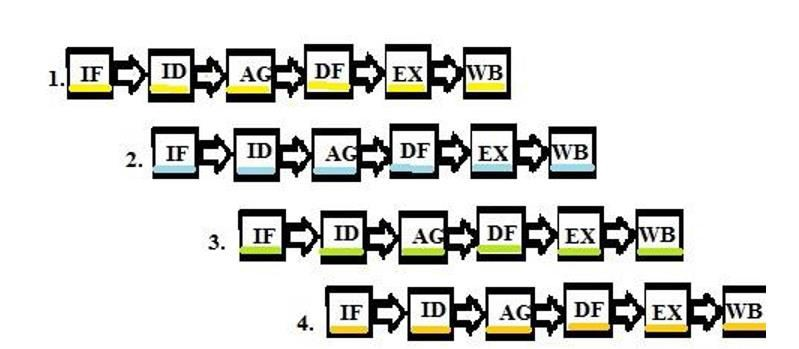 1. IF ID AG DF EX WB
2. IF ID AG DF EX WB
3. IF ID AG DF EX WB
4. IF ID AG DF EX WB